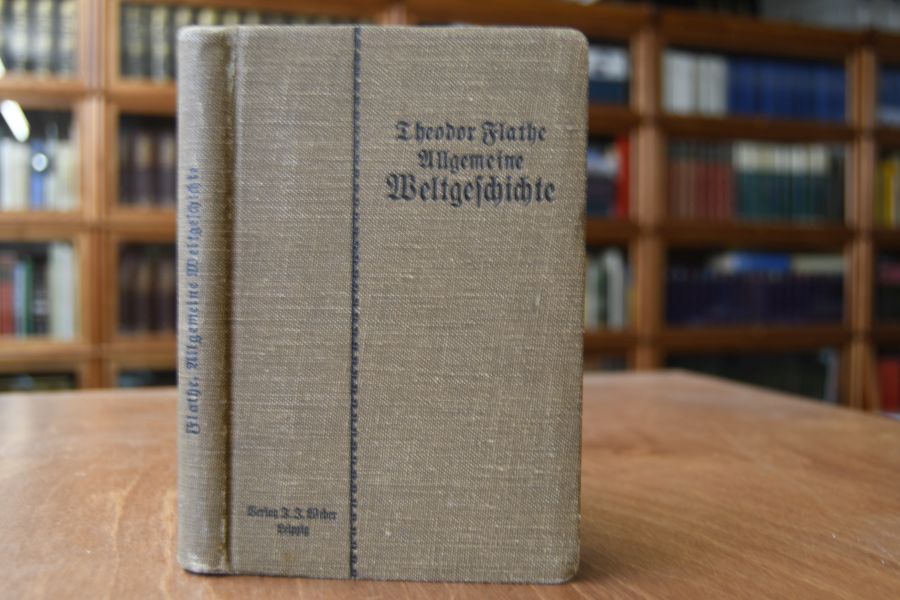 Theodor Flathe
Allgemeine
Weltgeschichte
Flathe, Allgemeine Weltgeschichte
Verlag J. J. Weber
Leipzig